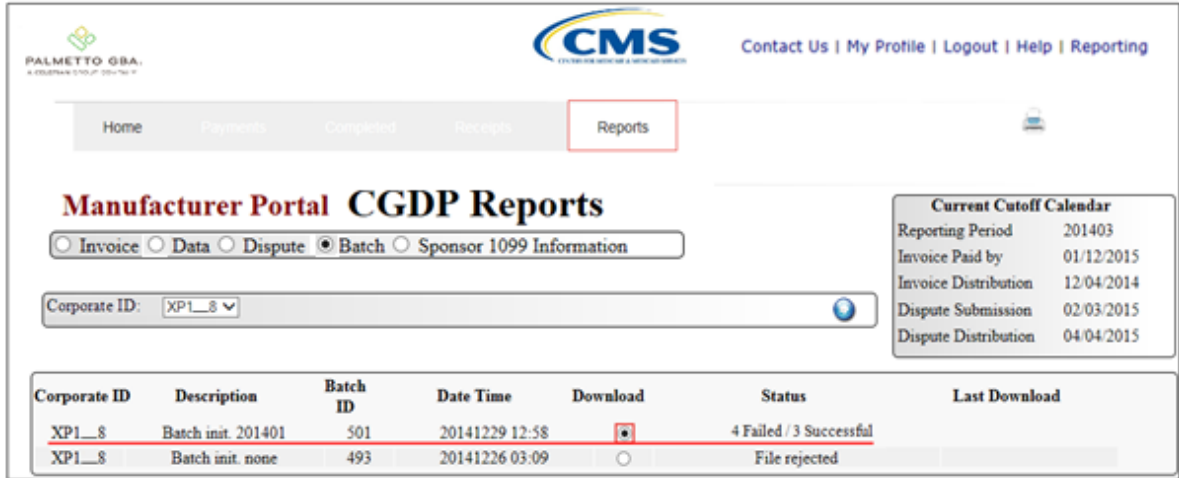 PALMETTO GBA.
CMS
Contact Us | My Profile | Logout | Help | Reporting
Home Payments Completed Receipts Reports
Manufacturer Portal CGDP Reports
Invoice Data Dispute Batch Sponsor 1099 Information
Current Cutoff Calendar
Reporting Period 201403
Invoice Paid by 01/12/2015
Invoice Distribution 12/04/2014
Dispute Submission 02/03/2015
Dispute Distribution 04/04/2015
Corporate ID: XP1__8
Corporate ID Description Batch ID Date Time Download Status Last Download
XP1__8 Batch init. 201401 501 20141229 12:58 4 Failed / 3 Successful
XP1__8 Batch init. none 493 20141226 03:09 File rejected